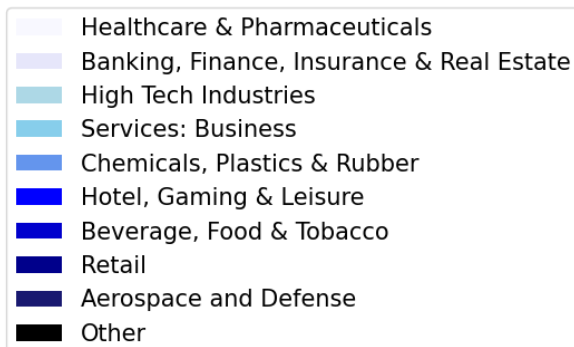 Healthcare & Pharmaceuticals
Banking, Finance, Insurance & Real Estate
High Tech Industries
Services: Business
Chemicals, Plastics & Rubber
Hotel, Gaming & Leisure
Beverage, Food & Tobacco
Retail
Aerospace and Defense
Other